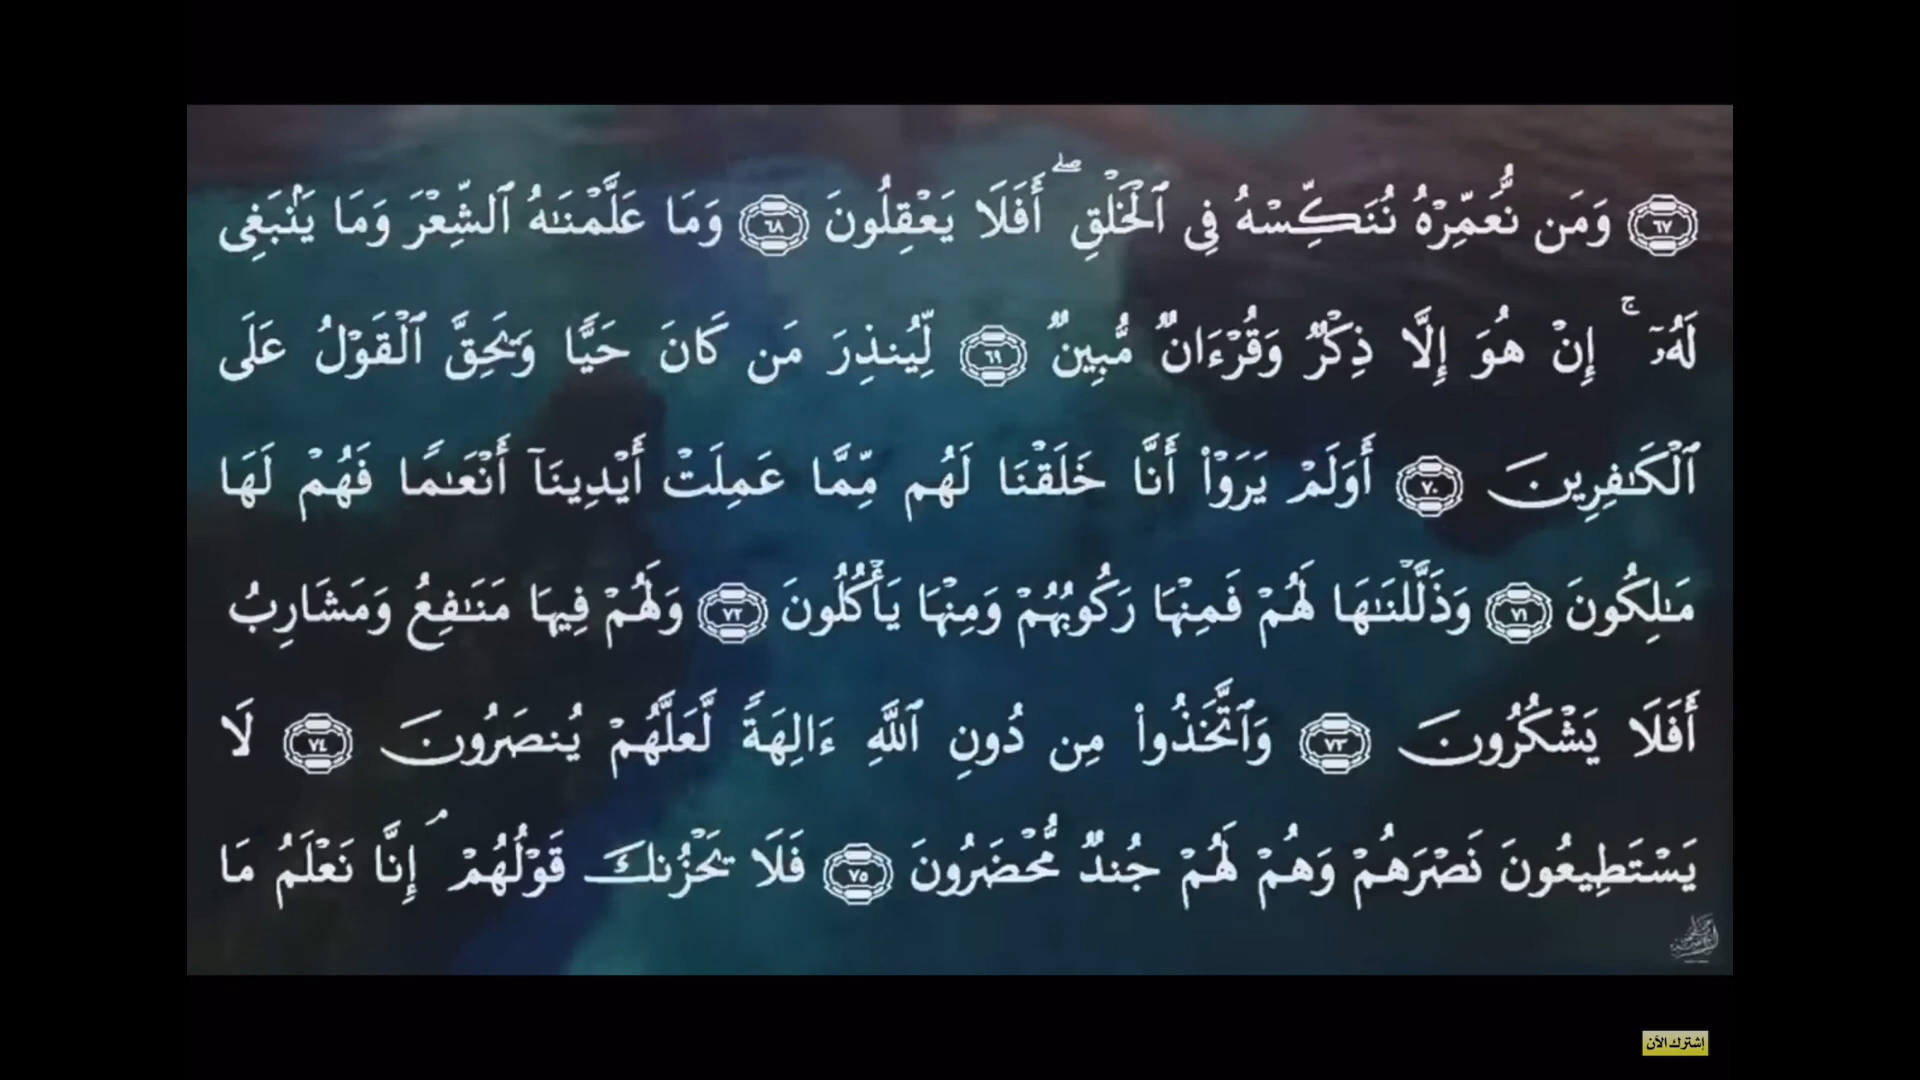 ﴿٦٧﴾ وَمَن نُّعَمِّرْهُ نُنَكِّسْهُ فِى ٱلْخَلْقِ ۖ أَفَلَا يَعْقِلُونَ ﴿٦٨﴾ وَمَا عَلَّمْنَـٰهُ ٱلشِّعْرَ وَمَا يَنۢبَغِى
لَهُۥٓ ۚ إِنْ هُوَ إِلَّا ذِكْرٌ وَقُرْءَانٌ مُّبِينٌ ﴿٦٩﴾ لِّيُنذِرَ مَن كَانَ حَيًّا وَيَحِقَّ ٱلْقَوْلُ عَلَى
ٱلْكَـٰفِرِينَ ﴿٧٠﴾ أَوَلَمْ يَرَوْا۟ أَنَّا خَلَقْنَا لَهُم مِّمَّا عَمِلَتْ أَيْدِينَآ أَنْعَـٰمًا فَهُمْ لَهَا
مَـٰلِكُونَ ﴿٧١﴾ وَذَلَّلْنَـٰهَا لَهُمْ فَمِنْهَا رَكُوبُهُمْ وَمِنْهَا يَأْكُلُونَ ﴿٧٢﴾ وَلَهُمْ فِيهَا مَنَـٰفِعُ وَمَشَارِبُ
أَفَلَا يَشْكُرُونَ ﴿٧٣﴾ وَٱتَّخَذُوا۟ مِن دُونِ ٱللَّهِ ءَالِهَةً لَّعَلَّهُمْ يُنصَرُونَ ﴿٧٤﴾ لَا
يَسْتَطِيعُونَ نَصْرَهُمْ وَهُمْ لَهُمْ جُندٌ مُّحْضَرُونَ ﴿٧٥﴾ فَلَا يَحْزُنكَ قَوْلُهُمْ ۘ إِنَّا نَعْلَمُ مَا
إشترك الآن